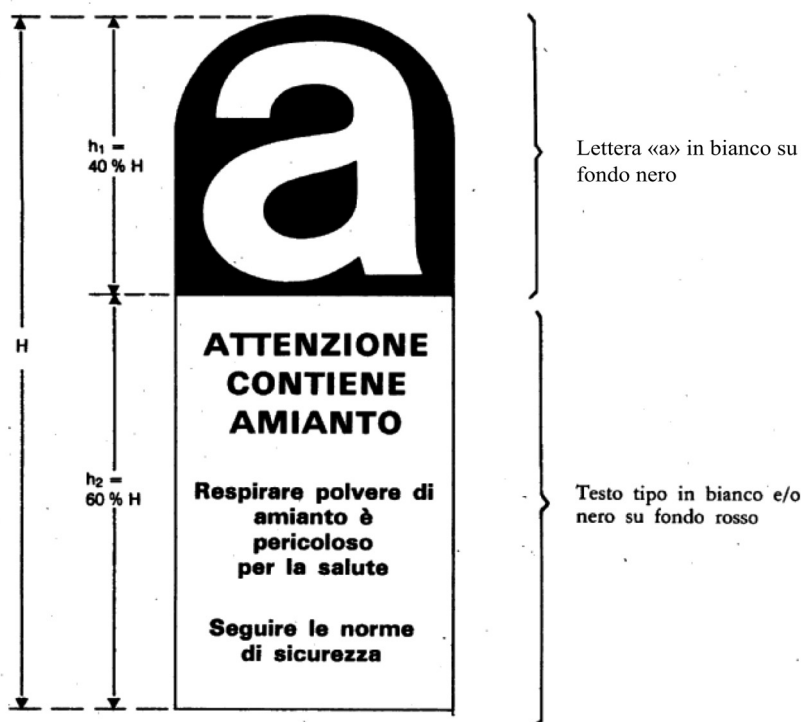 a
h₁ =
40 % H
Lettera «a» in bianco su
fondo nero
H
ATTENZIONE
CONTIENE
AMIANTO
h₂ =
60 % H
Respirare polvere di
amianto è
pericoloso
per la salute
Testo tipo in bianco e/o
nero su fondo rosso
Seguire le norme
di sicurezza